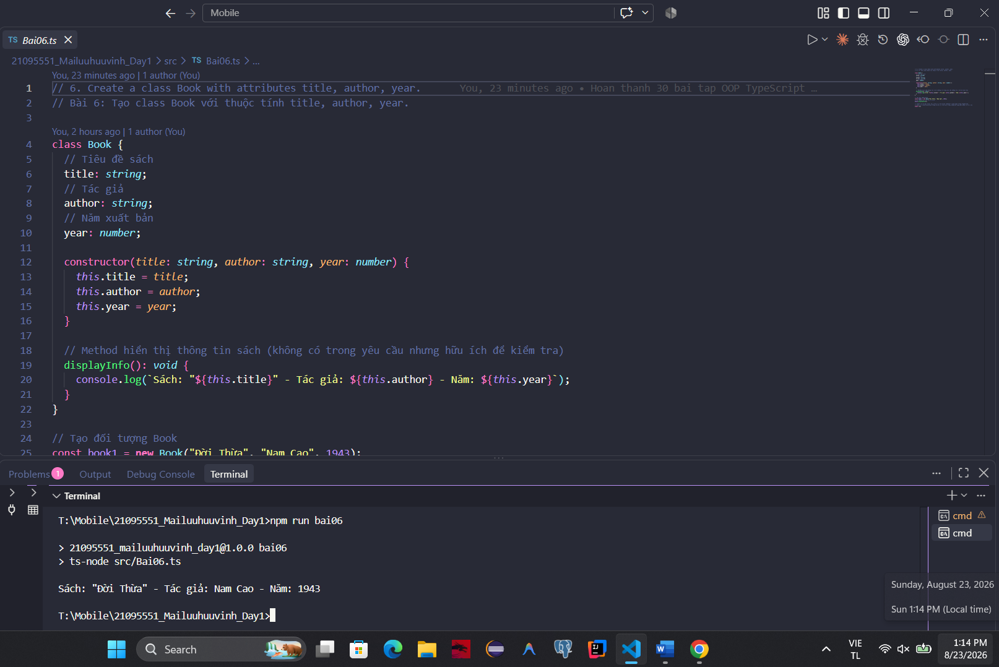 Mobile
TS Bai06.ts
21095551_Mailuuhuuvinh_Day1 > src > TS Bai06.ts > ...
You, 23 minutes ago | 1 author (You)
1 // 6. Create a class Book with attributes title, author, year. You, 23 minutes ago • Hoan thanh 30 bai tap OOP TypeScript …
2 // Bài 6: Tạo class Book với thuộc tính title, author, year.
3
You, 2 hours ago | 1 author (You)
4 class Book {
5 // Tiêu đề sách
6 title: string;
7 // Tác giả
8 author: string;
9 // Năm xuất bản
10 year: number;
11
12 constructor(title: string, author: string, year: number) {
13 this.title = title;
14 this.author = author;
15 this.year = year;
16 }
17
18 // Method hiển thị thông tin sách (không có trong yêu cầu nhưng hữu ích để kiểm tra)
19 displayInfo(): void {
20 console.log(`Sách: "${this.title}" - Tác giả: ${this.author} - Năm: ${this.year}`);
21 }
22 }
23
24 // Tạo đối tượng Book
25 const book1 = new Book("Đời Thừa", "Nam Cao", 1943);
Problems 1 Output Debug Console Terminal
Terminal
T:\Mobile\21095551_Mailuuhuuvinh_Day1>npm run bai06
> 21095551_mailuuhuuvinh_day1@1.0.0 bai06
> ts-node src/Bai06.ts
Sách: "Đời Thừa" - Tác giả: Nam Cao - Năm: 1943
T:\Mobile\21095551_Mailuuhuuvinh_Day1>
cmd
cmd
Sunday, August 23, 2026
Sun 1:14 PM (Local time)
Search
VIE
TL
1:14 PM
8/23/2026